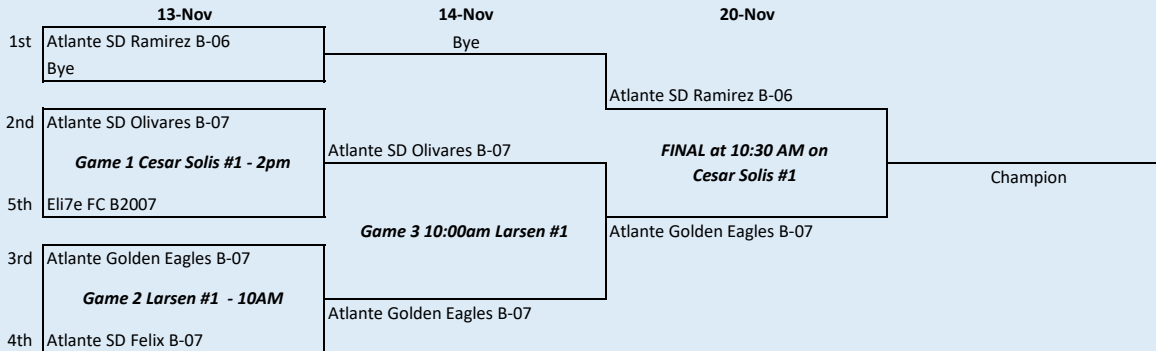 13-Nov 14-Nov 20-Nov
1st Atlante SD Ramirez B-06 Bye
Bye
Atlante SD Ramirez B-06
2nd Atlante SD Olivares B-07
Game 1 Cesar Solis #1 - 2pm Atlante SD Olivares B-07 FINAL at 10:30 AM on
Cesar Solis #1 Champion
5th Eli7e FC B2007
Game 3 10:00am Larsen #1 Atlante Golden Eagles B-07
3rd Atlante Golden Eagles B-07
Game 2 Larsen #1 - 10AM
Atlante Golden Eagles B-07
4th Atlante SD Felix B-07